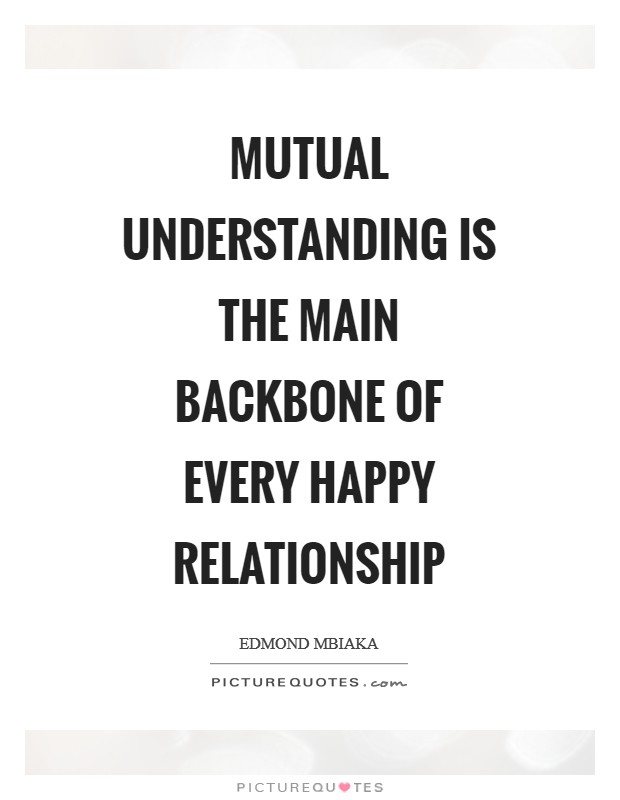 MUTUAL
UNDERSTANDING IS
THE MAIN
BACKBONE OF
EVERY HAPPY
RELATIONSHIP
EDMOND MBIAKA
PICTUREQUOTES.com
PICTUREQUOTES